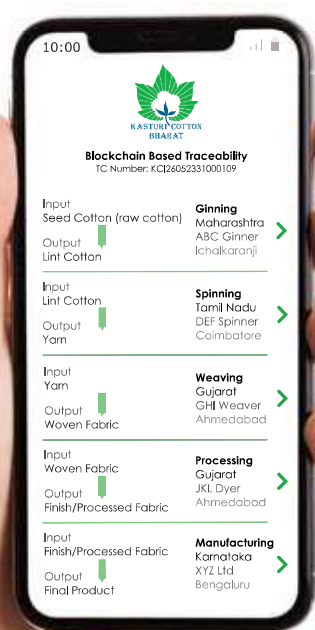 10:00
KASTURI COTTON
BHARAT
Blockchain Based Traceability
TC Number: KCI26052331000109
Input
Seed Cotton (raw cotton)
Output
Lint Cotton
Ginning
Maharashtra
ABC Ginner
Ichalkaranji
Input
Lint Cotton
Output
Yarn
Spinning
Tamil Nadu
DEF Spinner
Coimbatore
Input
Yarn
Output
Woven Fabric
Weaving
Gujarat
GHI Weaver
Ahmedabad
Input
Woven Fabric
Output
Finish/Processed Fabric
Processing
Gujarat
JKL Dyer
Ahmedabad
Input
Finish/Processed Fabric
Output
Final Product
Manufacturing
Karnataka
XYZ Ltd
Bengaluru